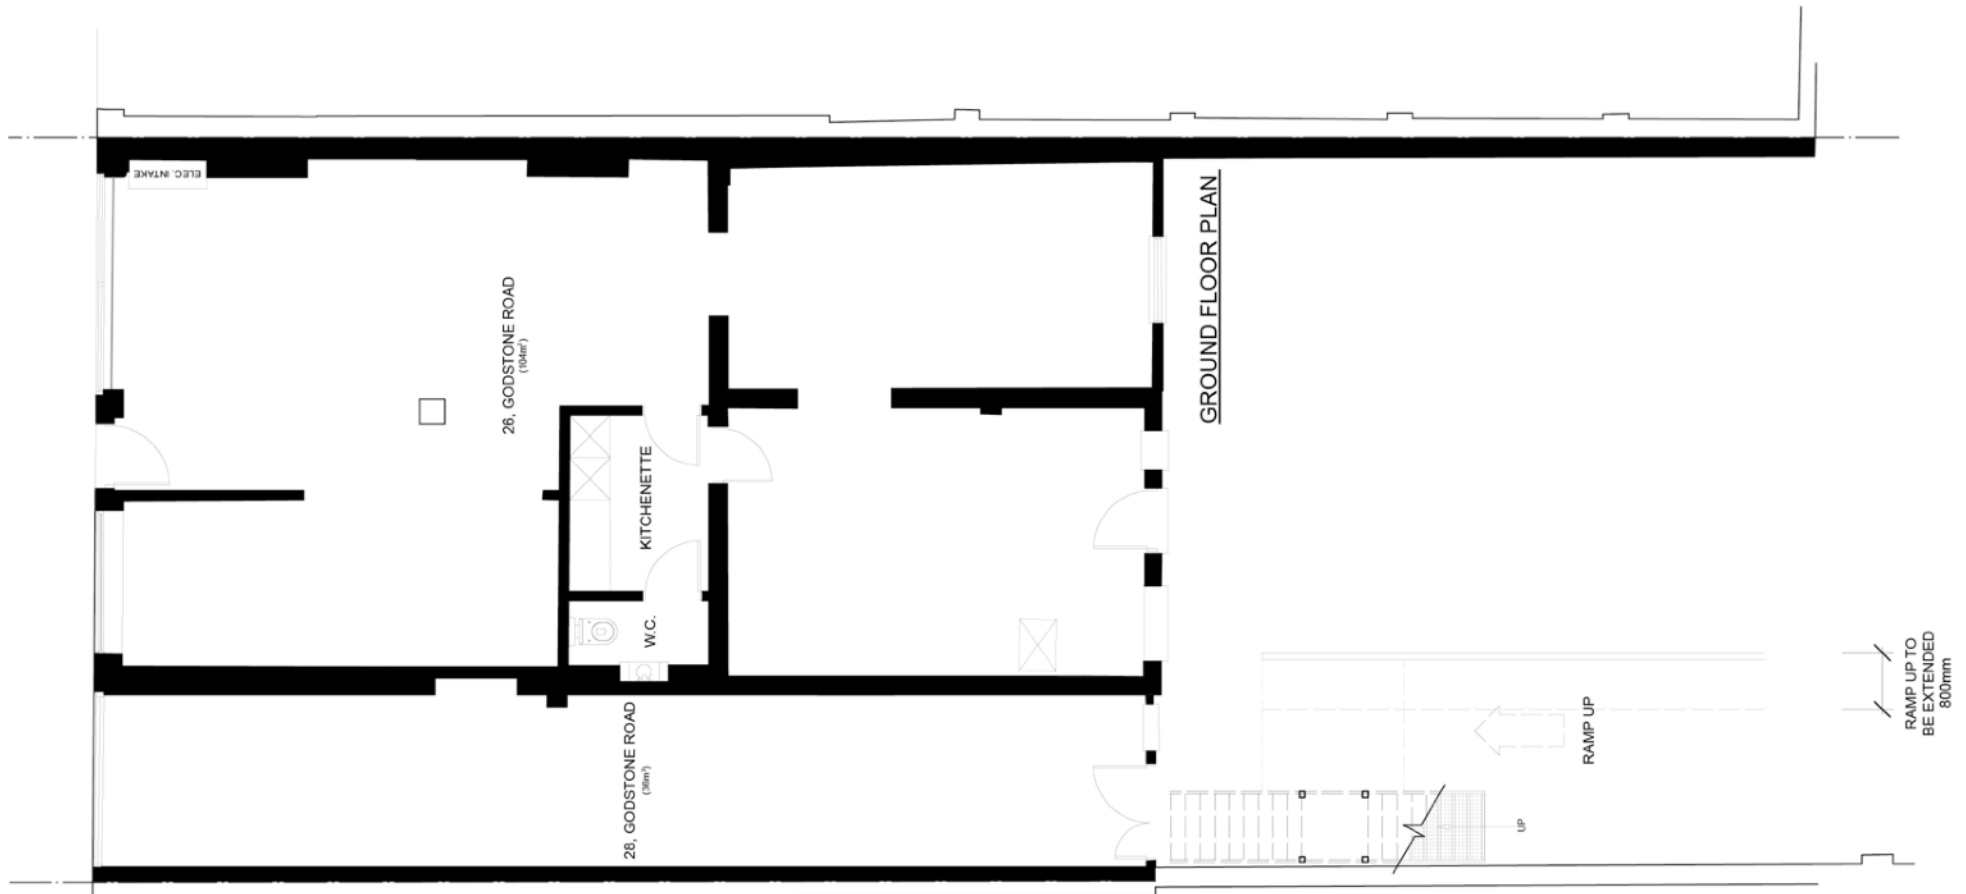 ELEC. INTAKE
26, GODSTONE ROAD
(104m²)
KITCHENETTE
W.C.
28, GODSTONE ROAD
(36m²)
GROUND FLOOR PLAN
RAMP UP
UP
RAMP UP TO
BE EXTENDED
800mm